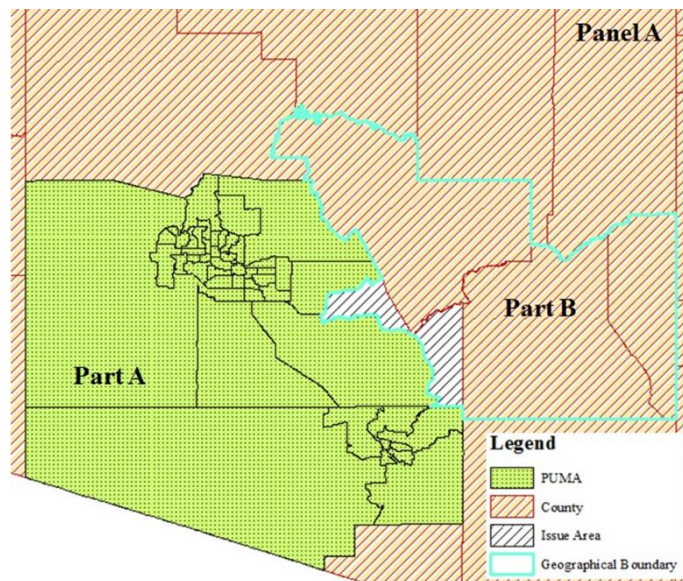 Panel A
Part B
Part A
Legend
PUMA
County
Issue Area
Geographical Boundary